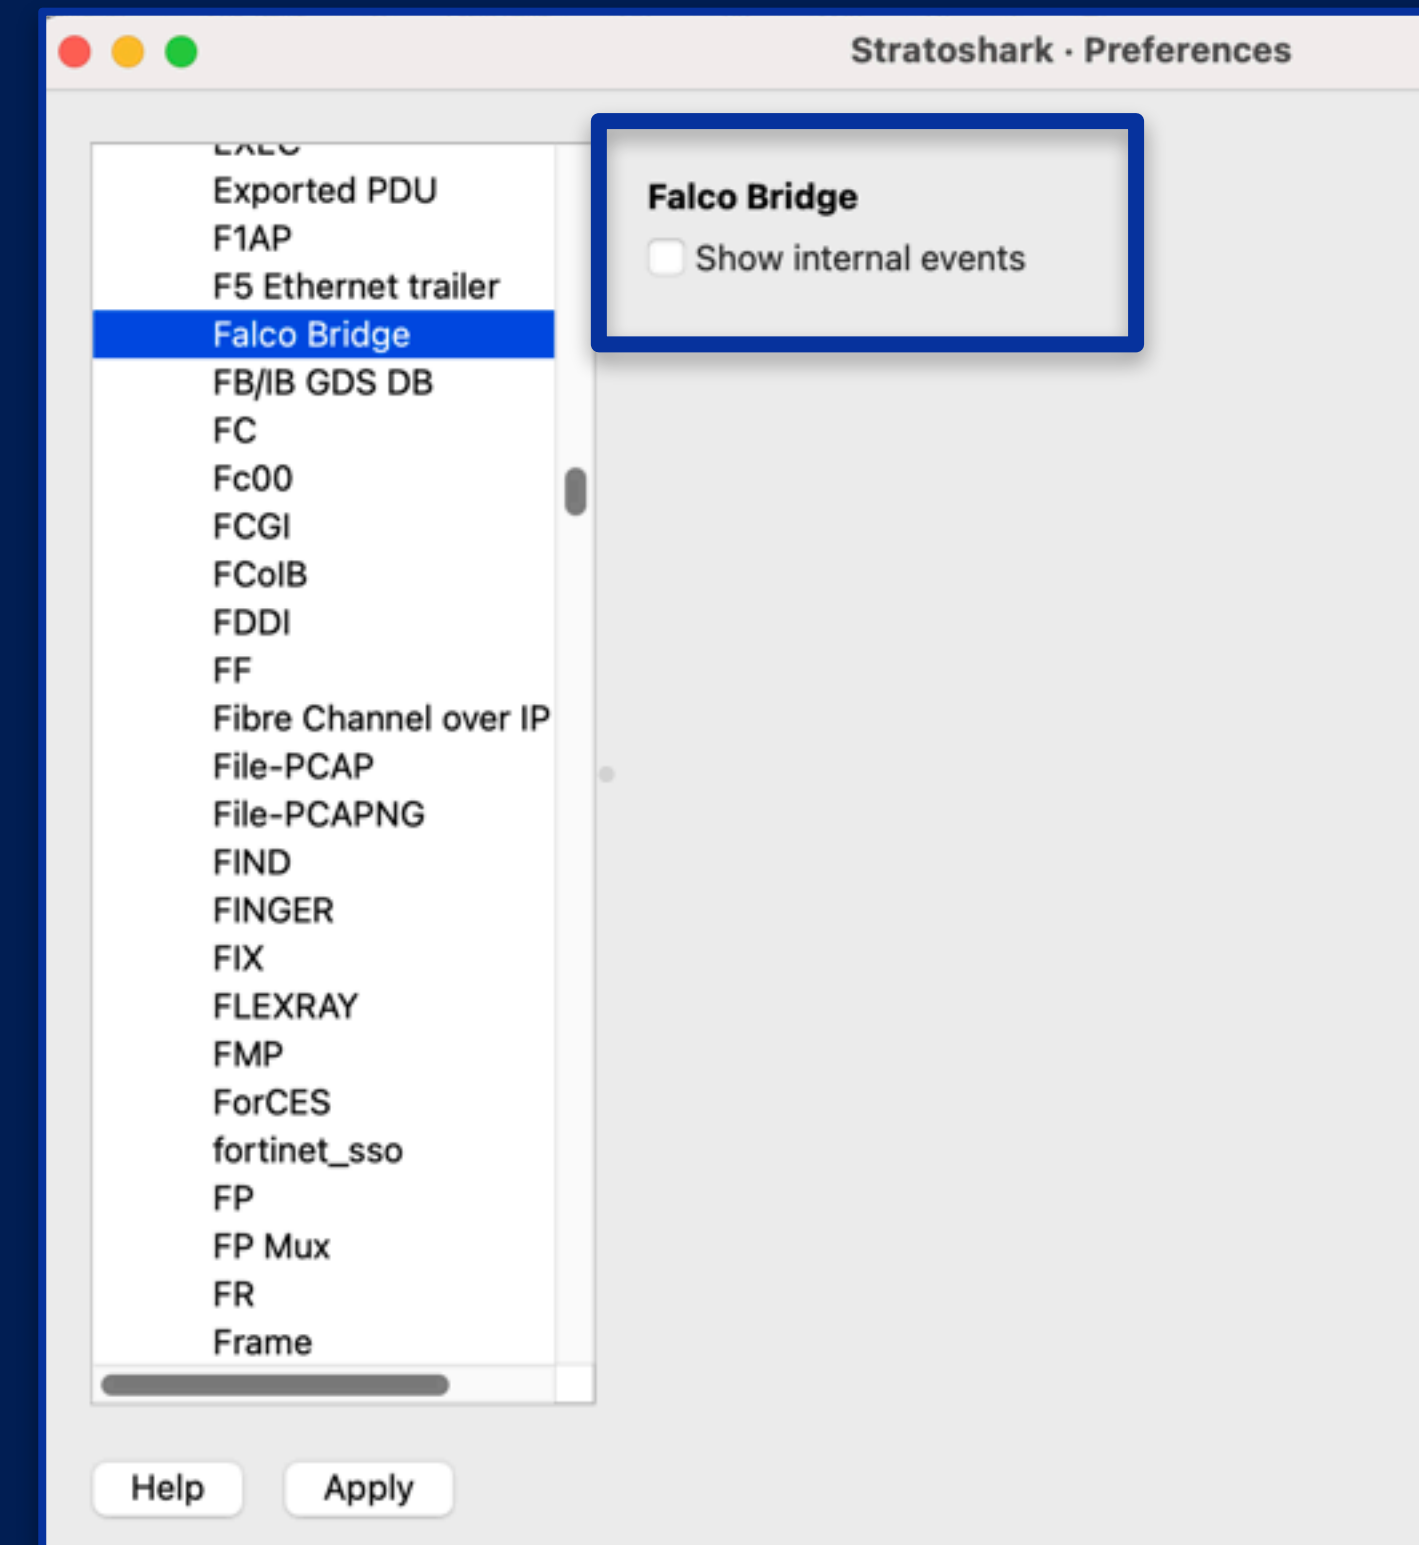 Stratoshark · Preferences
EXEC
Exported PDU
F1AP
F5 Ethernet trailer
Falco Bridge
FB/IB GDS DB
FC
Fc00
FCGI
FCoIB
FDDI
FF
Fibre Channel over IP
File-PCAP
File-PCAPNG
FIND
FINGER
FIX
FLEXRAY
FMP
ForCES
fortinet_sso
FP
FP Mux
FR
Frame
Falco Bridge
Show internal events
Help
Apply